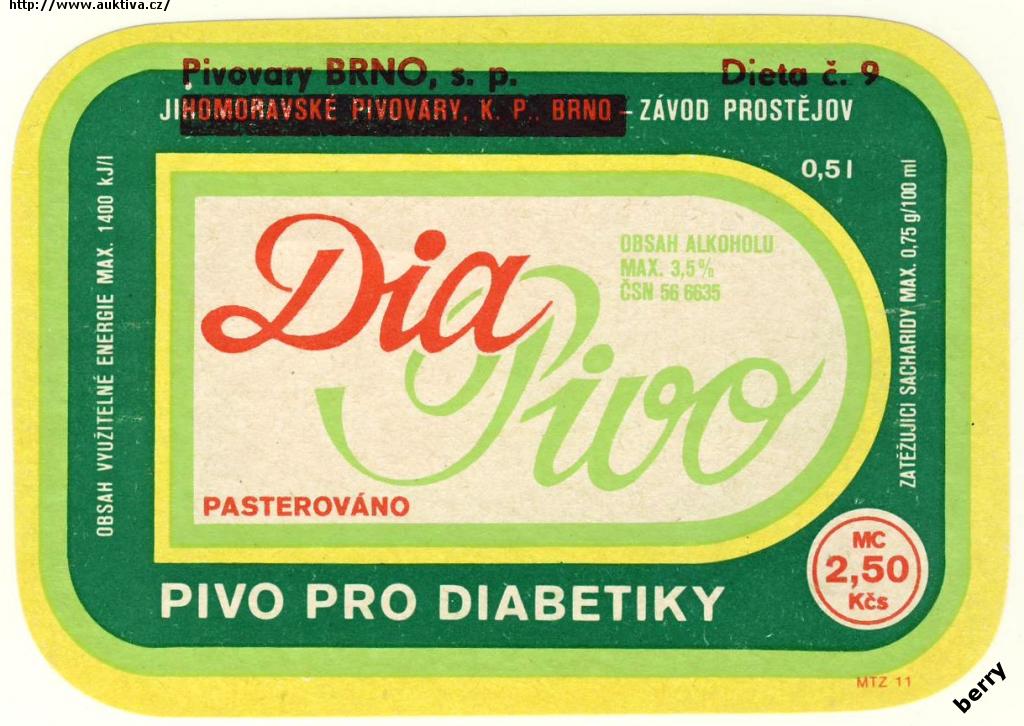 http://www.auktiva.cz/
Pivovary BRNO, s. p.
Dieta č. 9
JIHOMORAVSKÉ PIVOVARY, K. P. BRNO – ZÁVOD PROSTĚJOV
0,5 l
OBSAH VYUŽITELNÉ ENERGIE MAX. 1400 kJ/l
Dia
Pivo
OBSAH ALKOHOLU
MAX. 3,5%
ČSN 56 6635
ZATĚŽUJICI SACHARIDY MAX. 0,75 g/100 ml
PASTEROVÁNO
PIVO PRO DIABETIKY
MC
2,50
Kčs
MTZ 11
berry